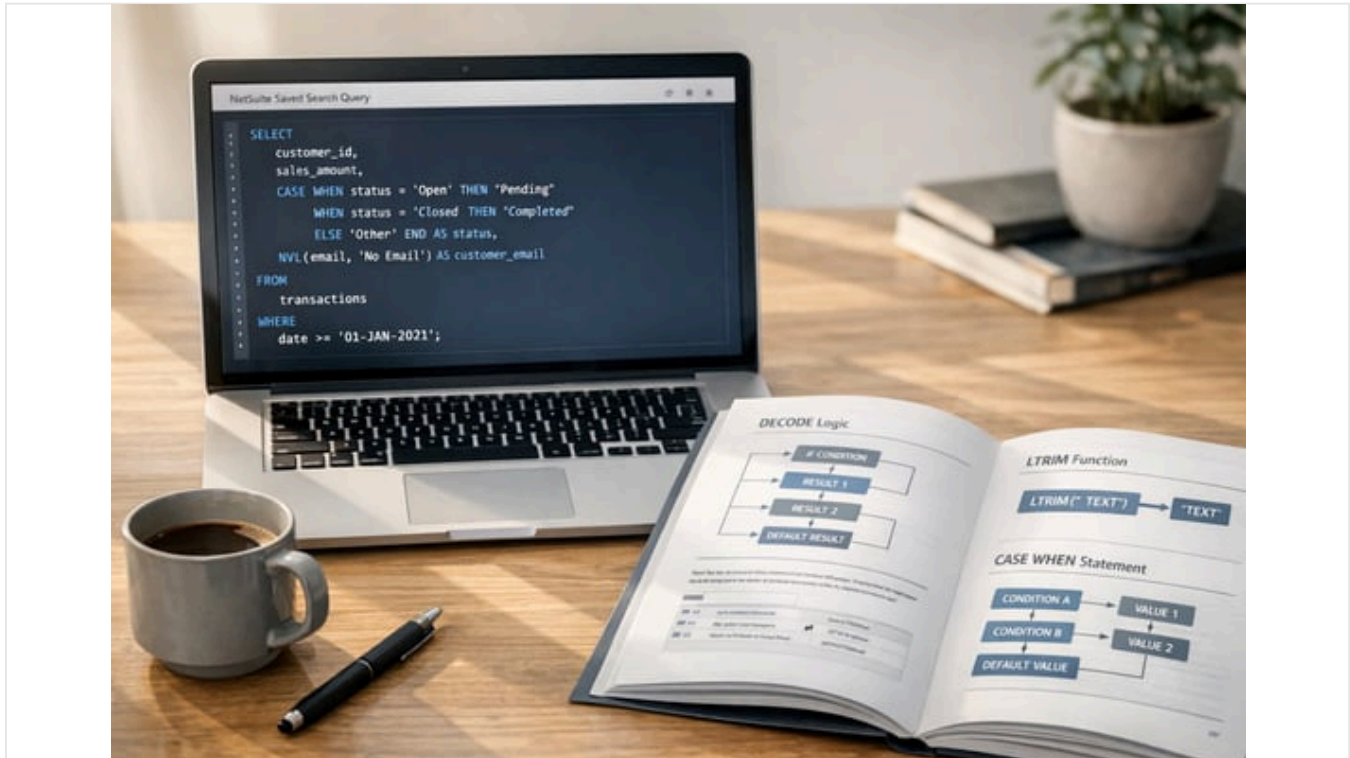 NetSuite Saved Search Query
SELECT
customer_id,
sales_amount,
CASE WHEN status = 'Open' THEN "Pending"
WHEN status = 'Closed THEN "Completed"
ELSE 'Other' END AS status,
NVL(email, 'No Email') AS customer_email
FROM
transactions
WHERE
date >= '01-JAN-2021';
DECODE Logic
IF CONDITION
RESULT 1
RESULT 2
DEFAULT RESULT
LTRIM Function
LTRIM(" TEXT")
"TEXT"
CASE WHEN Statement
CONDITION A
VALUE 1
CONDITION B
VALUE 2
DEFAULT VALUE